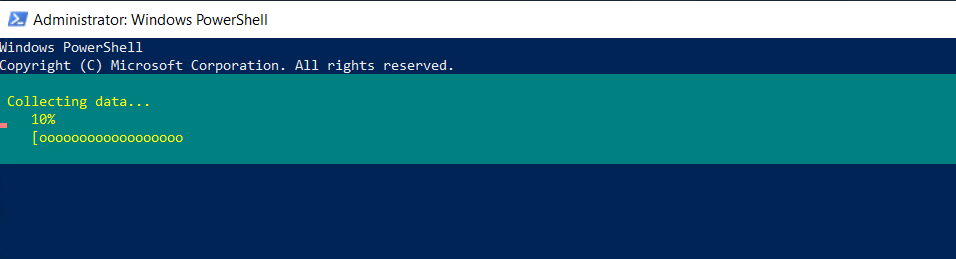 Administrator: Windows PowerShell
Windows PowerShell
Copyright (C) Microsoft Corporation. All rights reserved.
Collecting data...
10%
[oooooooooooooooooo